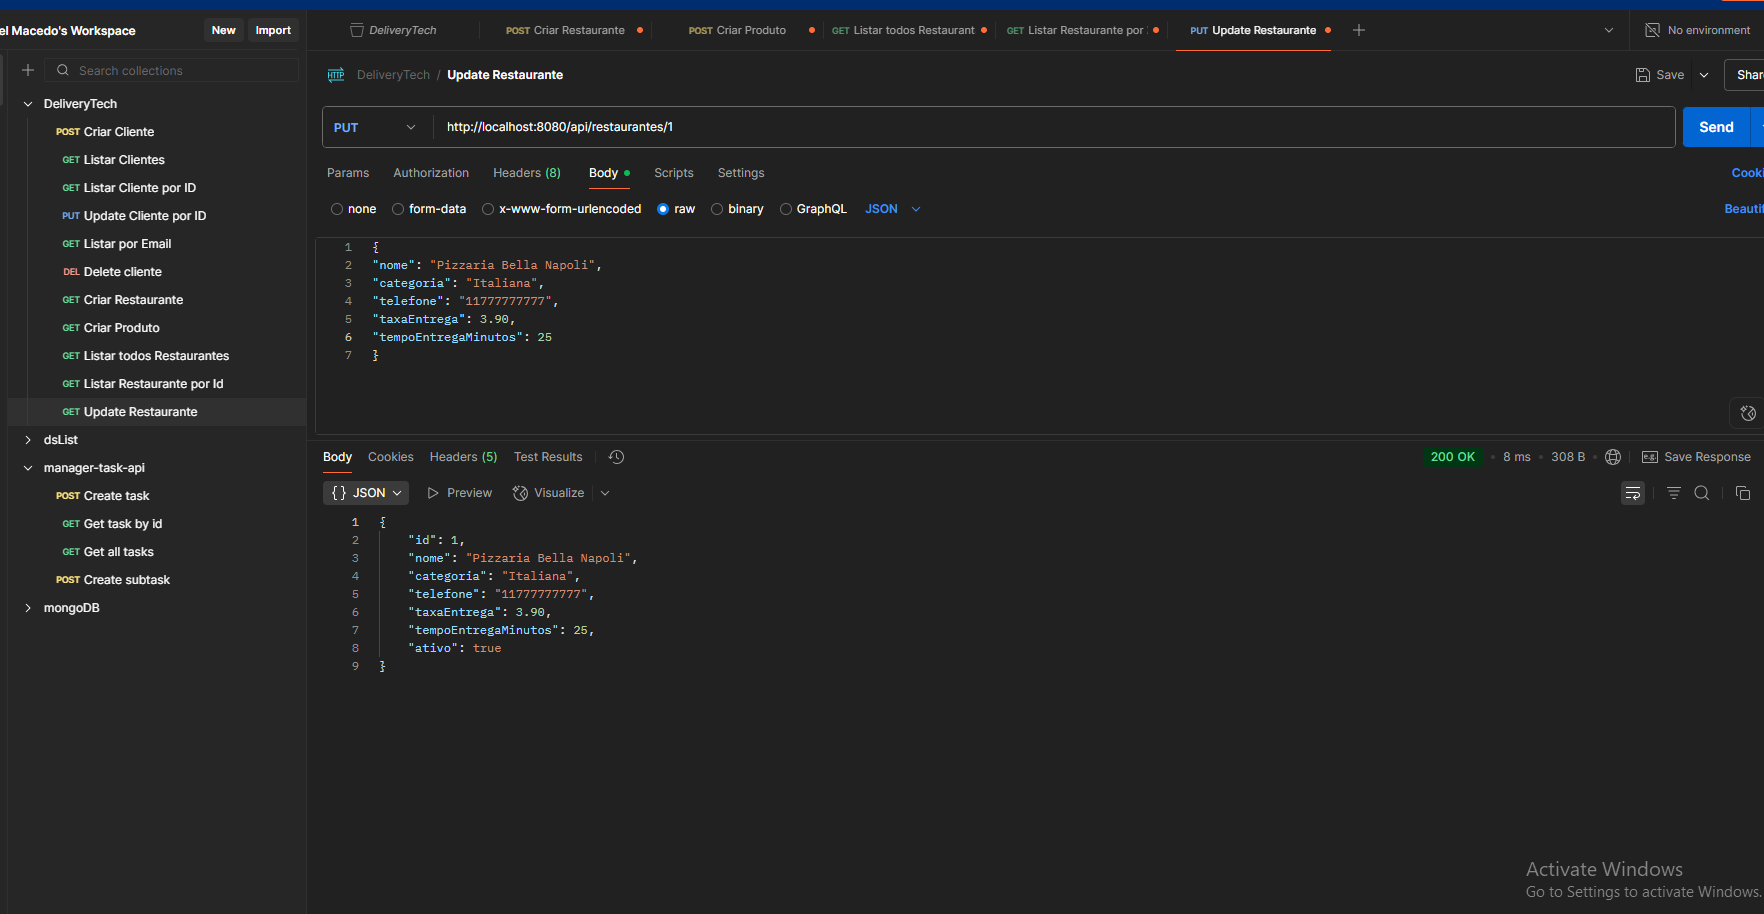 el Macedo's Workspace
New
Import
DeliveryTech
POST Criar Restaurante
POST Criar Produto
GET Listar todos Restaurant
GET Listar Restaurante por
PUT Update Restaurante
No environment
Search collections
HTTP DeliveryTech / Update Restaurante
Save
Shar
DeliveryTech
POST Criar Cliente
GET Listar Clientes
GET Listar Cliente por ID
PUT Update Cliente por ID
GET Listar por Email
DEL Delete cliente
GET Criar Restaurante
GET Criar Produto
GET Listar todos Restaurantes
GET Listar Restaurante por Id
GET Update Restaurante
dsList
manager-task-api
POST Create task
GET Get task by id
GET Get all tasks
POST Create subtask
mongoDB
PUT
http://localhost:8080/api/restaurantes/1
Send
Params Authorization Headers (8) Body Scripts Settings
Cooki
none form-data x-www-form-urlencoded raw binary GraphQL JSON
Beautif
1 {
2 "nome": "Pizzaria Bella Napoli",
3 "categoria": "Italiana",
4 "telefone": "11777777777",
5 "taxaEntrega": 3.90,
6 "tempoEntregaMinutos": 25
7 }
Body Cookies Headers (5) Test Results
200 OK • 8 ms • 308 B
e.g. Save Response
{} JSON Preview Visualize
1 {
2 "id": 1,
3 "nome": "Pizzaria Bella Napoli",
4 "categoria": "Italiana",
5 "telefone": "11777777777",
6 "taxaEntrega": 3.90,
7 "tempoEntregaMinutos": 25,
8 "ativo": true
9 }
Activate Windows
Go to Settings to activate Windows.